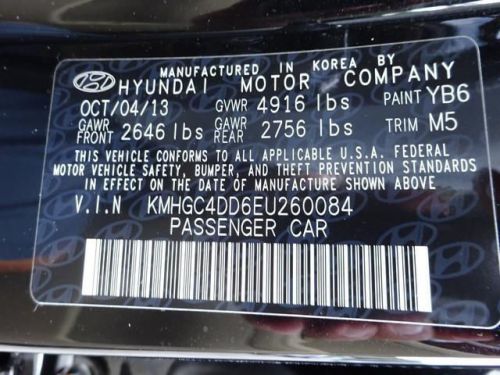 MANUFACTURED IN KOREA BY
HYUNDAI MOTOR COMPANY
OCT/04/13 GVWR 4916 lbs PAINT YB6
GAWR FRONT 2646 lbs GAWR REAR 2756 lbs TRIM M5
THIS VEHICLE CONFORMS TO ALL APPLICABLE U.S.A. FEDERAL
MOTOR VEHICLE SAFETY, BUMPER, AND THEFT PREVENTION STANDARDS
IN EFFECT ON THE DATE OF MANUFACTURE SHOWN ABOVE.
V.I.N KMHGC4DD6EU260084
PASSENGER CAR